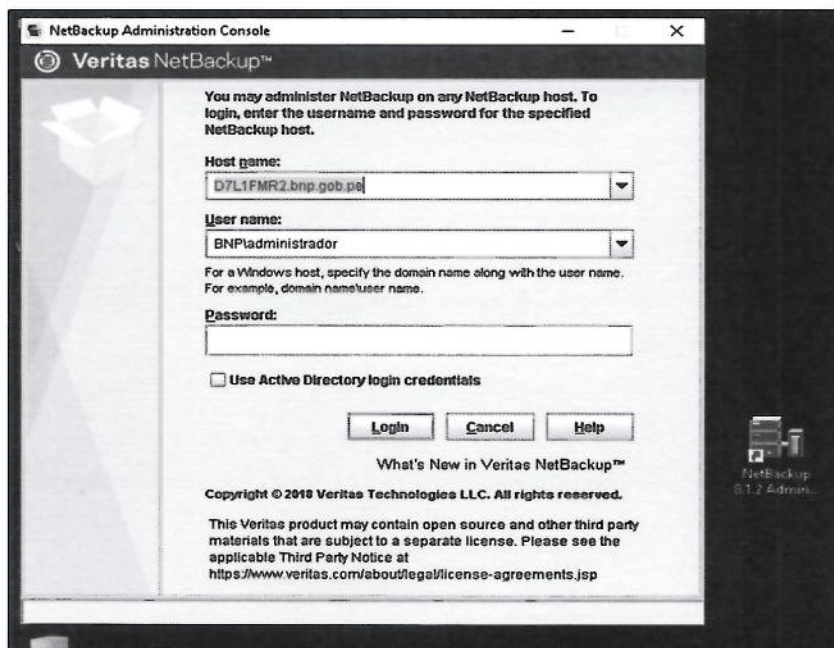 NetBackup Administration Console
Veritas NetBackup™
You may administer NetBackup on any NetBackup host. To
login, enter the username and password for the specified
NetBackup host.
Host name:
D7L1FMR2.bnp.gob.pe
User name:
BNP\administrador
For a Windows host, specify the domain name along with the user name.
For example, domain name\user name.
Password:
Use Active Directory login credentials
Login Cancel Help
What's New in Veritas NetBackup™
Copyright © 2018 Veritas Technologies LLC. All rights reserved.
This Veritas product may contain open source and other third party
materials that are subject to a separate license. Please see the
applicable Third Party Notice at
https://www.veritas.com/about/legal/license-agreements.jsp
NetBackup
8.1.2 Admin...